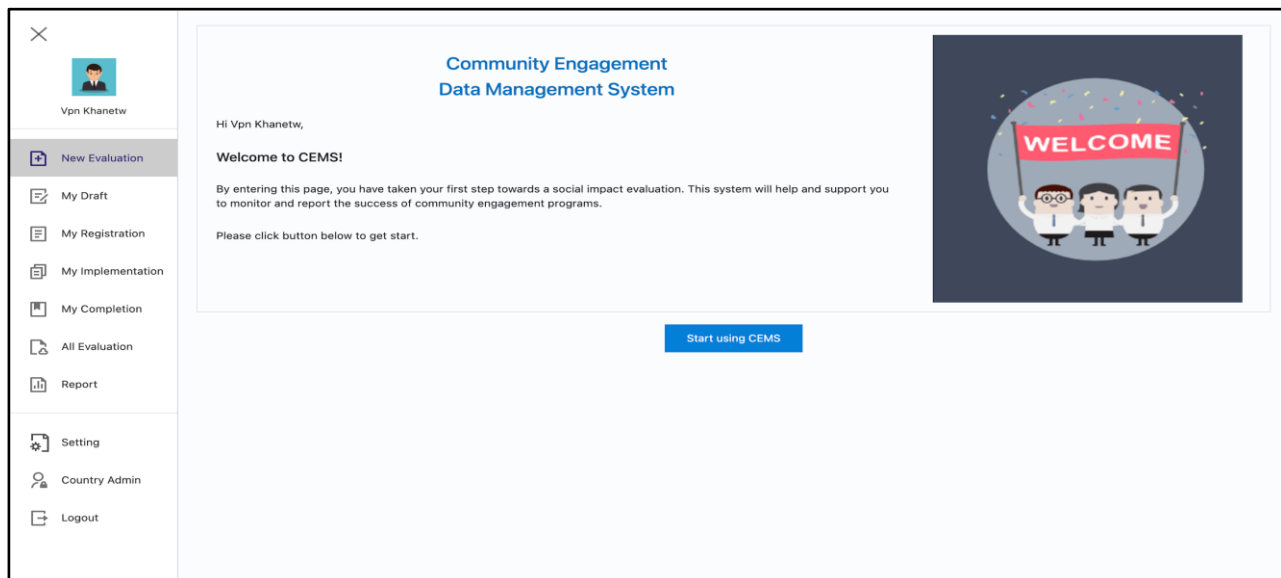 Vpn Khanetw
New Evaluation
My Draft
My Registration
My Implementation
My Completion
All Evaluation
Report
Setting
Country Admin
Logout
Community Engagement
Data Management System
Hi Vpn Khanetw,
Welcome to CEMS!
By entering this page, you have taken your first step towards a social impact evaluation. This system will help and support you
to monitor and report the success of community engagement programs.
Please click button below to get start.
WELCOME
Start using CEMS